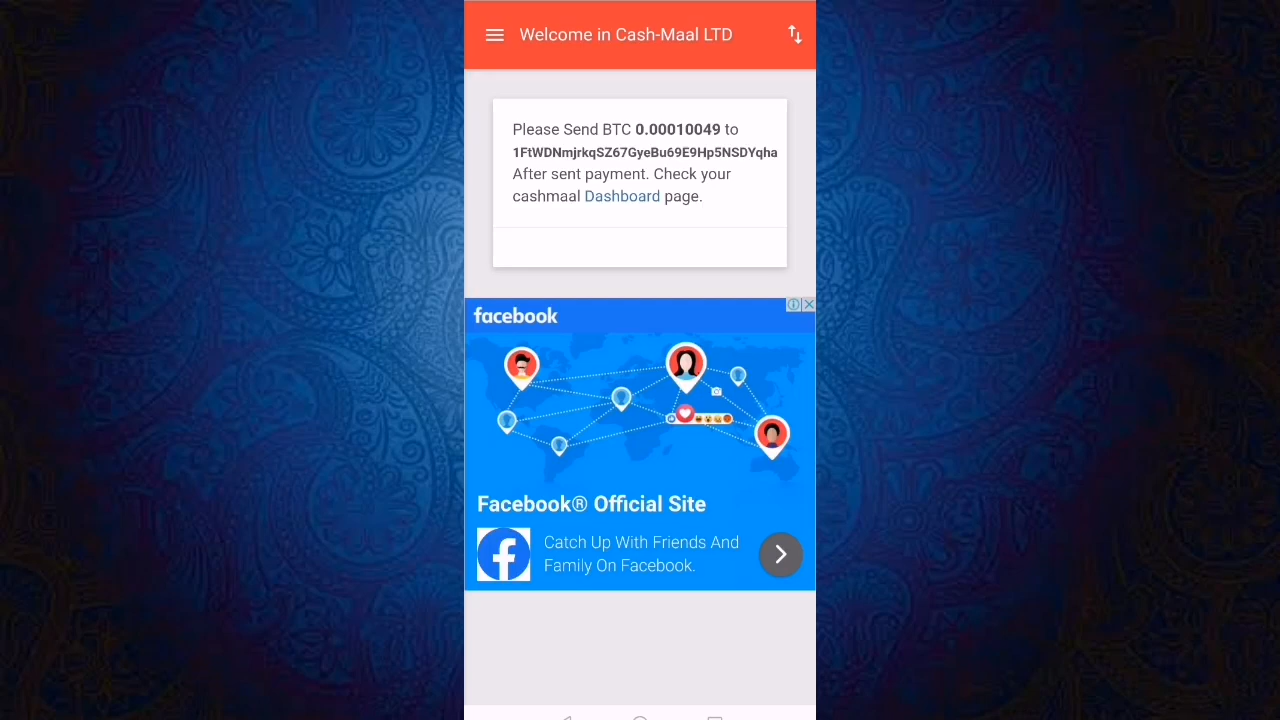 Welcome in Cash-Maal LTD
Please Send BTC 0.00010049 to
1FtWDNmjrkqSZ67GyeBu69E9Hp5NSDYqha
After sent payment. Check your
cashmaal Dashboard page.
facebook
Facebook® Official Site
Catch Up With Friends And
Family On Facebook.